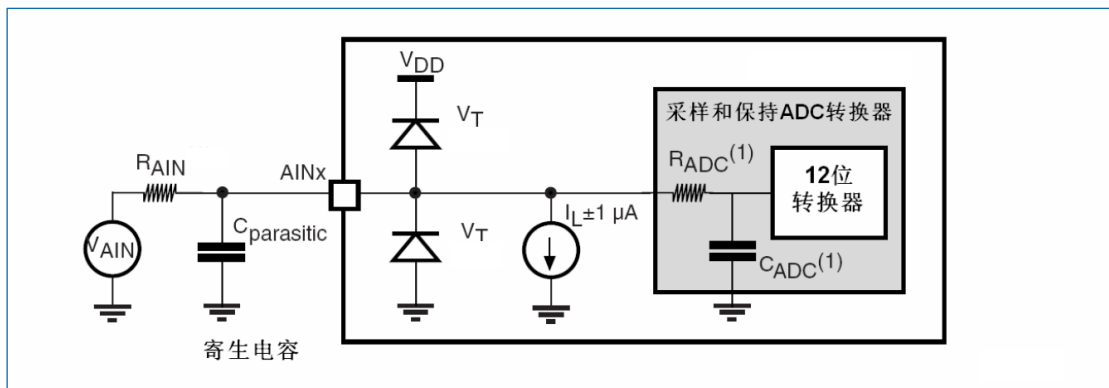 VDD
VT
采样和保持ADC转换器
RAIN
AINx
RADC(1)
12位
转换器
VAIN
Cparasitic
VT
IL±1 µA
CADC(1)
寄生电容